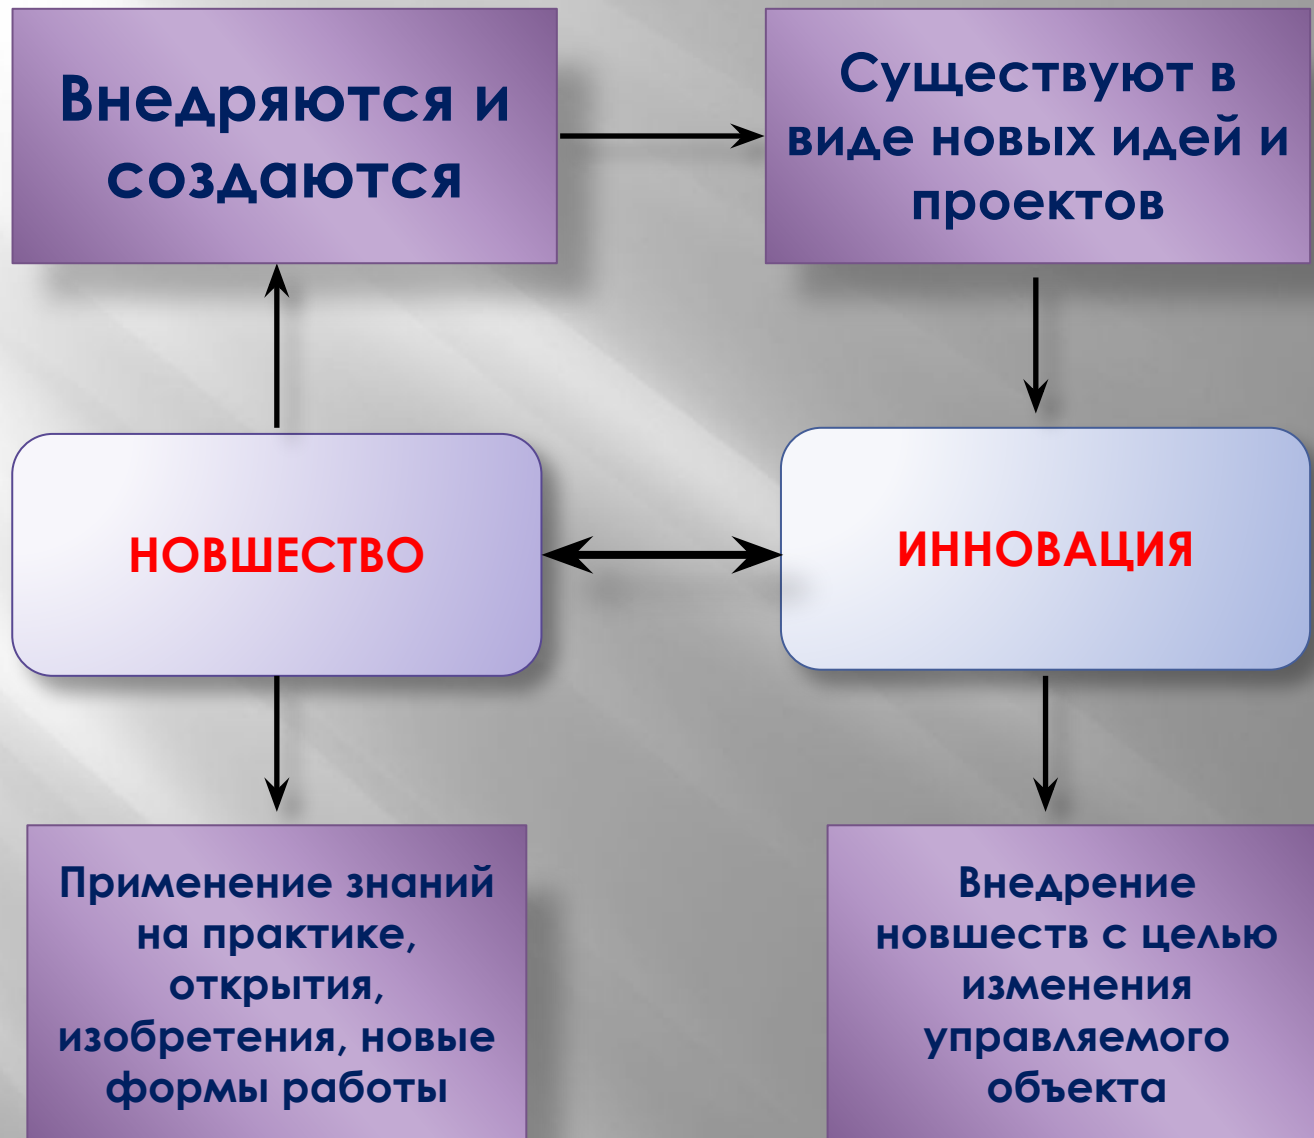 Внедряются и
создаются
Существуют в
виде новых идей и
проектов
НОВШЕСТВО
ИННОВАЦИЯ
Применение знаний
на практике,
открытия,
изобретения, новые
формы работы
Внедрение
новшеств с целью
изменения
управляемого
объекта